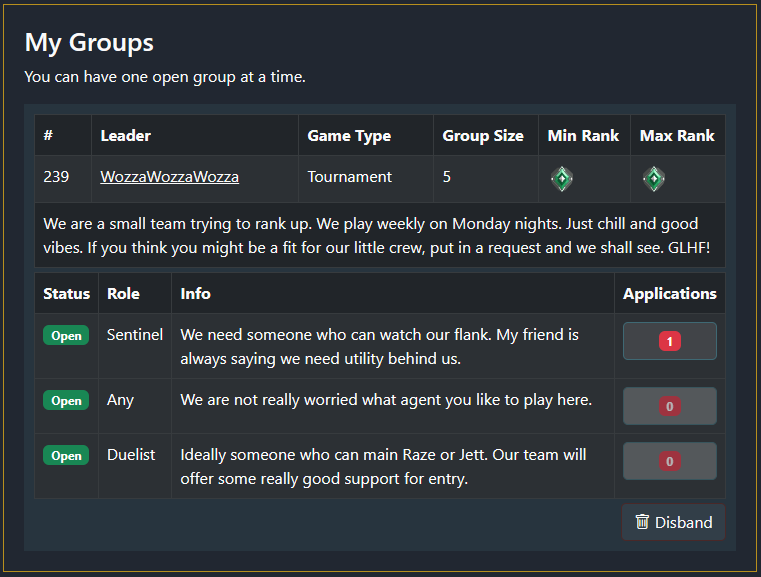 My Groups
You can have one open group at a time.
# Leader Game Type Group Size Min Rank Max Rank
239 WozzaWozzaWozza Tournament 5
We are a small team trying to rank up. We play weekly on Monday nights. Just chill and good
vibes. If you think you might be a fit for our little crew, put in a request and we shall see. GLHF!
Status Role Info Applications
Open Sentinel We need someone who can watch our flank. My friend is
always saying we need utility behind us.
1
Open Any We are not really worried what agent you like to play here.
0
Open Duelist Ideally someone who can main Raze or Jett. Our team will
offer some really good support for entry.
0
Disband